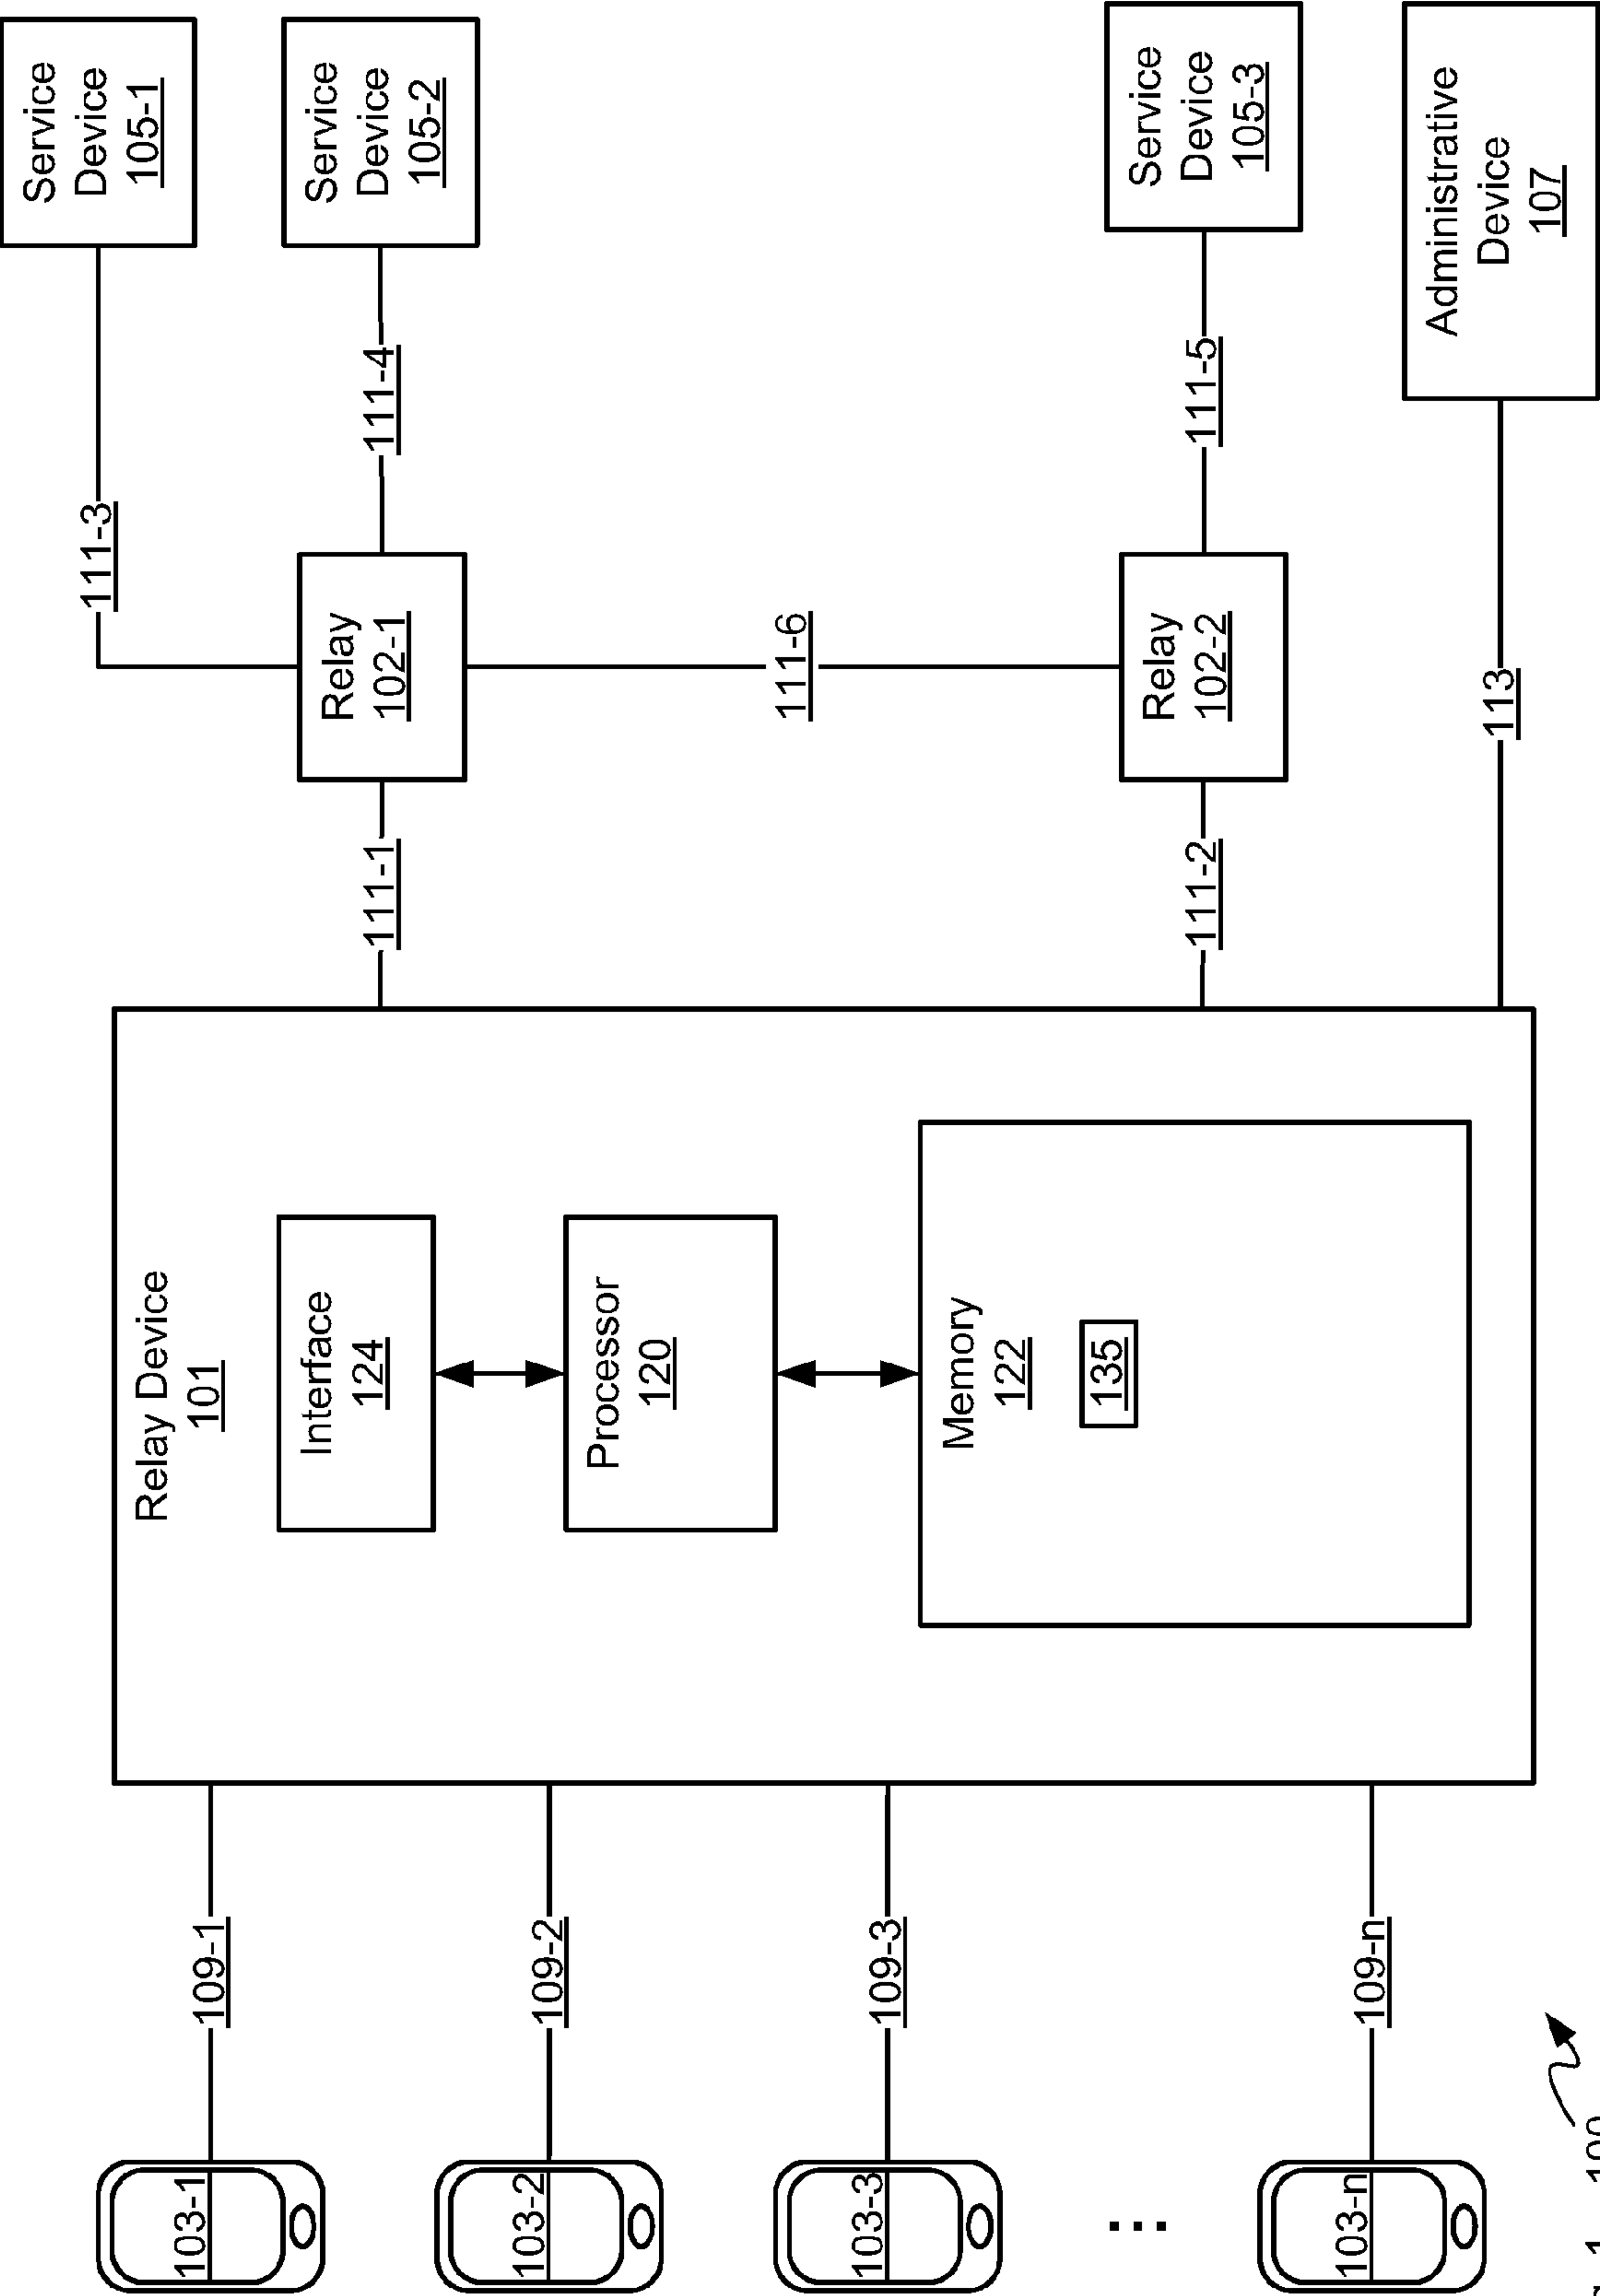 103-1
109-1
103-2
109-2
103-3
109-3
...
103-n
109-n
Relay Device
101
Interface
124
Processor
120
Memory
122
135
111-1
111-2
Relay
102-1
111-6
Relay
102-2
111-3
111-4
111-5
113
Service
Device
105-1
Service
Device
105-2
Service
Device
105-3
Administrative
Device
107